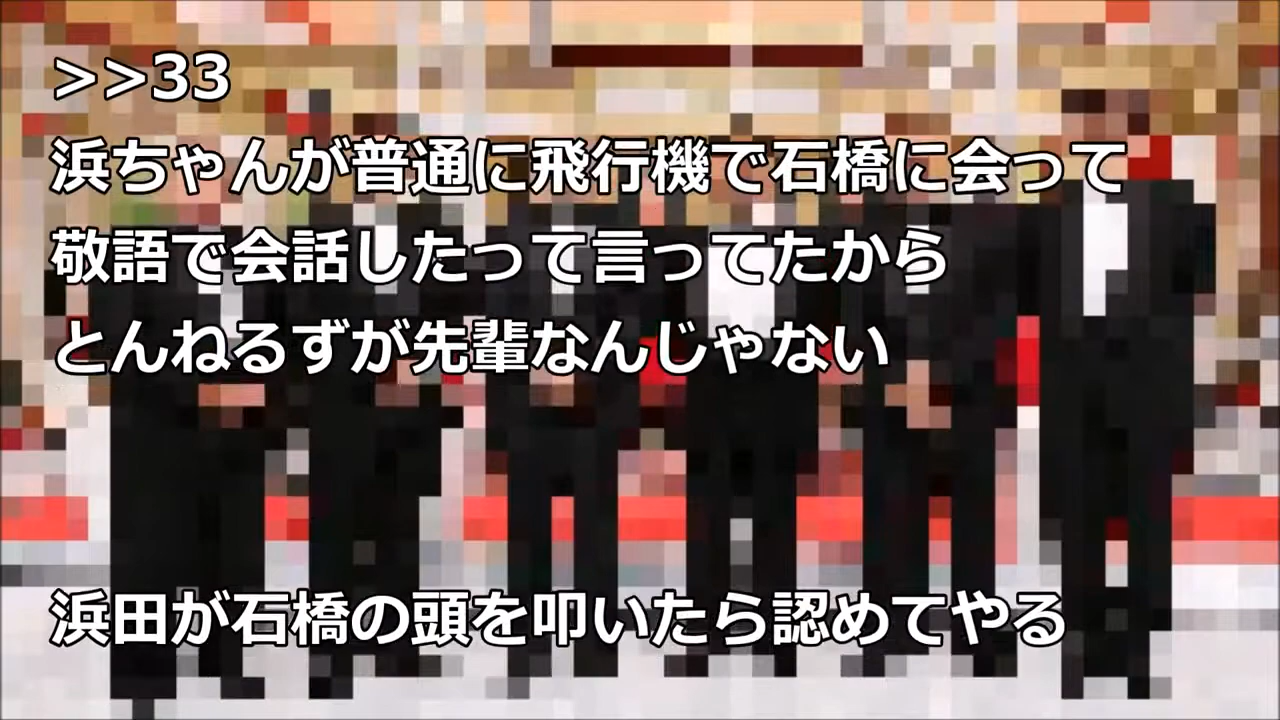 >>33
浜ちゃんが普通に飛行機で石橋に会って
敬語で会話したって言ってたから
とんねるずが先輩なんじゃない
浜田が石橋の頭を叩いたら認めてやる